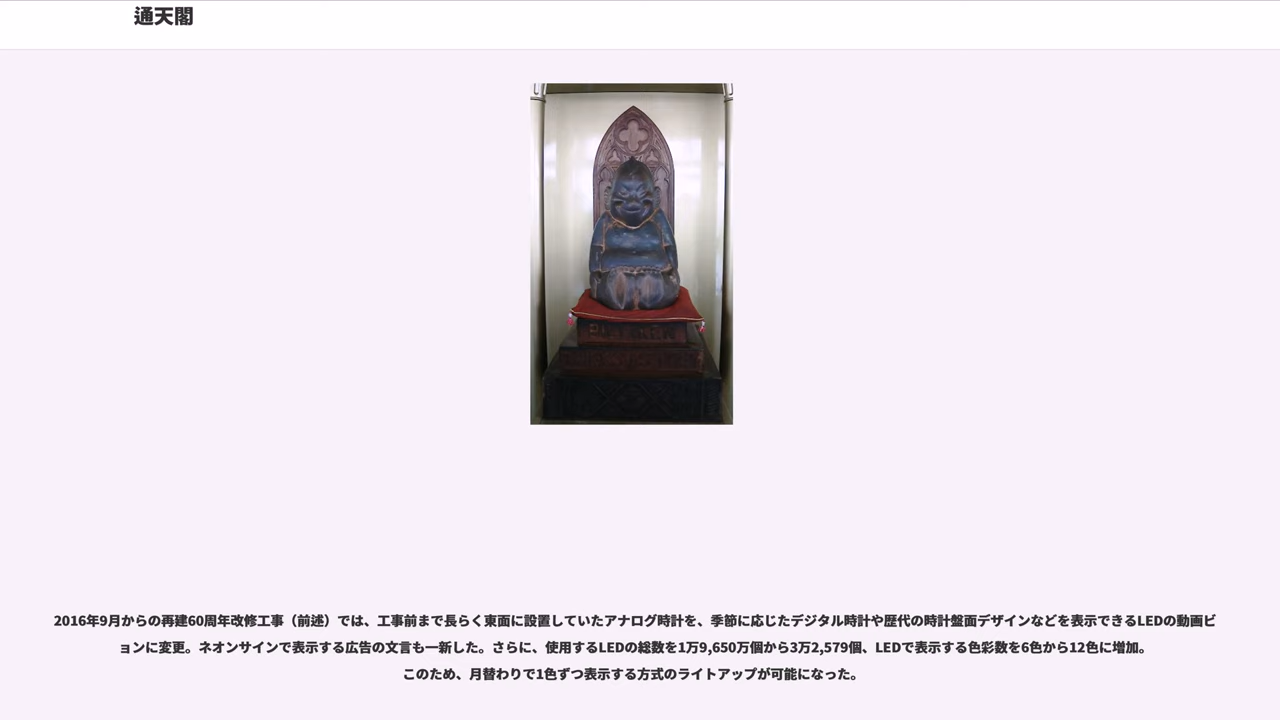 通天閣
2016年9月からの再建60周年改修工事（前述）では、工事前まで長らく東面に設置していたアナログ時計を、季節に応じたデジタル時計や歴代の時計盤面デザインなどを表示できるLEDの動画ビ
ョンに変更。ネオンサインで表示する広告の文言も一新した。さらに、使用するLEDの総数を1万9,650万個から3万2,579個、LEDで表示する色彩数を6色から12色に増加。
このため、月替わりで1色ずつ表示する方式のライトアップが可能になった。